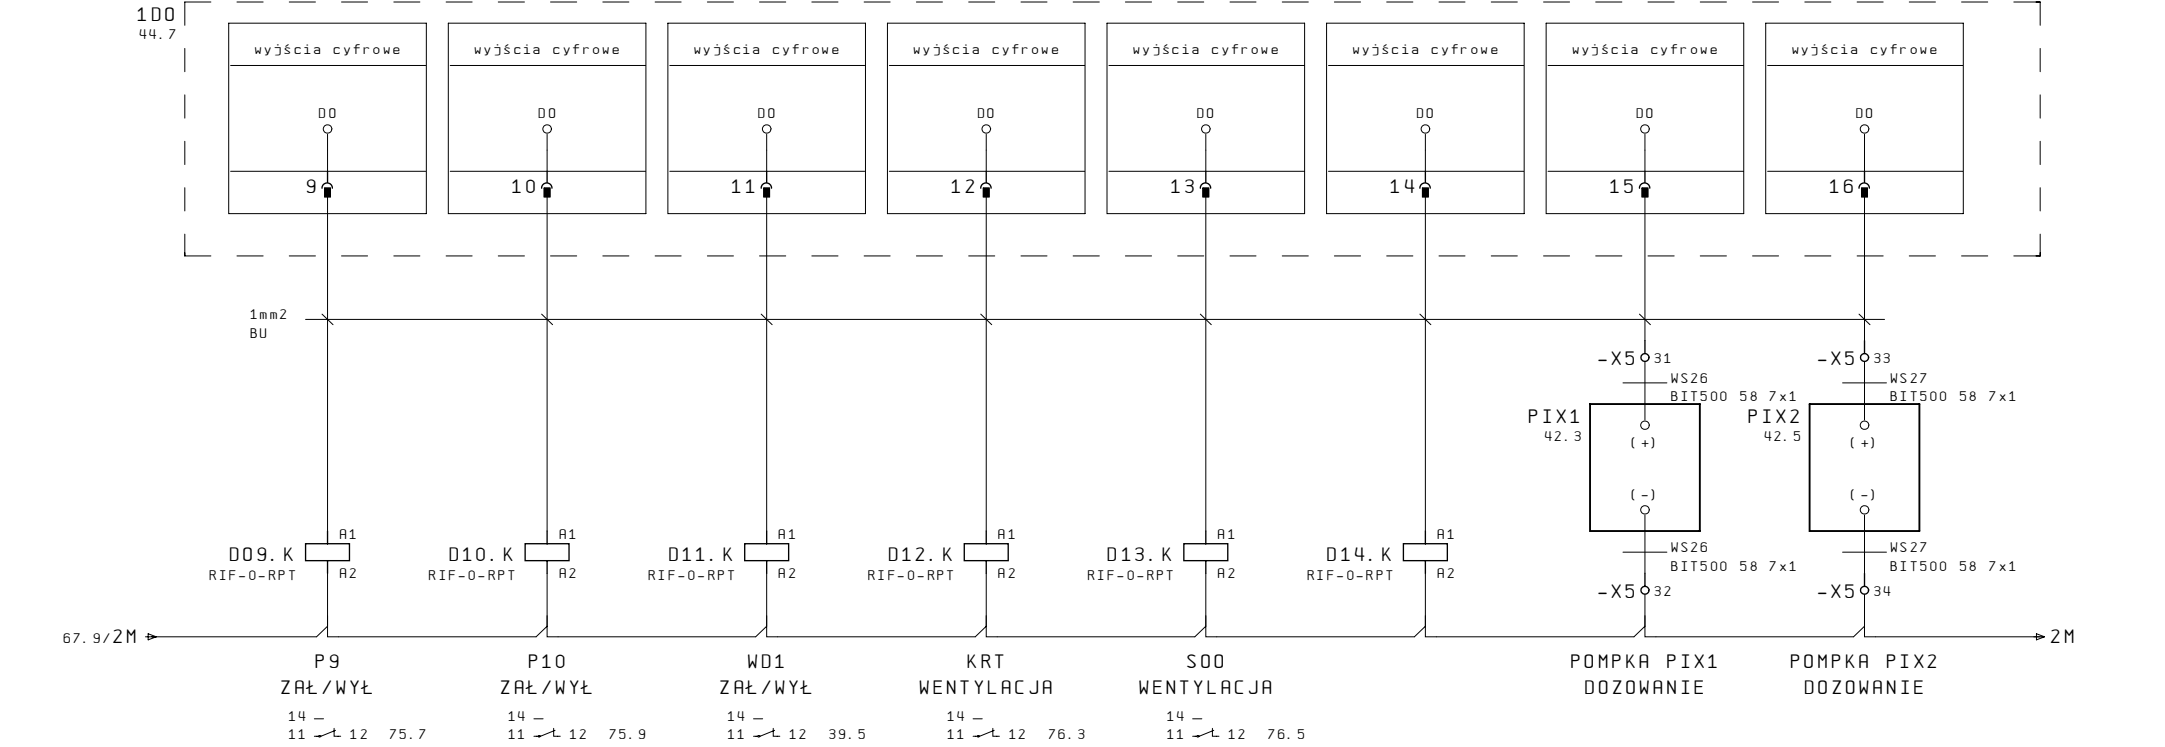 1DO
44.7
wyjścia cyfrowe wyjścia cyfrowe wyjścia cyfrowe wyjścia cyfrowe wyjścia cyfrowe wyjścia cyfrowe wyjścia cyfrowe wyjścia cyfrowe
DO DO DO DO DO DO DO DO
9 10 11 12 13 14 15 16
1mm2
BU
-X5 31 -X5 33
WS26 WS27
BIT500 58 7x1 BIT500 58 7x1
PIX1 PIX2
42.3 42.5
(+) (+)
(-) (-)
A1 A1 A1 A1 A1 A1
D09.K D10.K D11.K D12.K D13.K D14.K WS26 WS27
RIF-0-RPT A2 RIF-0-RPT A2 RIF-0-RPT A2 RIF-0-RPT A2 RIF-0-RPT A2 RIF-0-RPT A2 BIT500 58 7x1 BIT500 58 7x1
-X5 32 -X5 34
67.9/2M 2M
P9 P10 WD1 KRT SOO POMPKA PIX1 POMPKA PIX2
ZAŁ/WYŁ ZAŁ/WYŁ ZAŁ/WYŁ WENTYLACJA WENTYLACJA DOZOWANIE DOZOWANIE
14 14 14 14 14
11 12 75.7 11 12 75.9 11 12 39.5 11 12 76.3 11 12 76.5